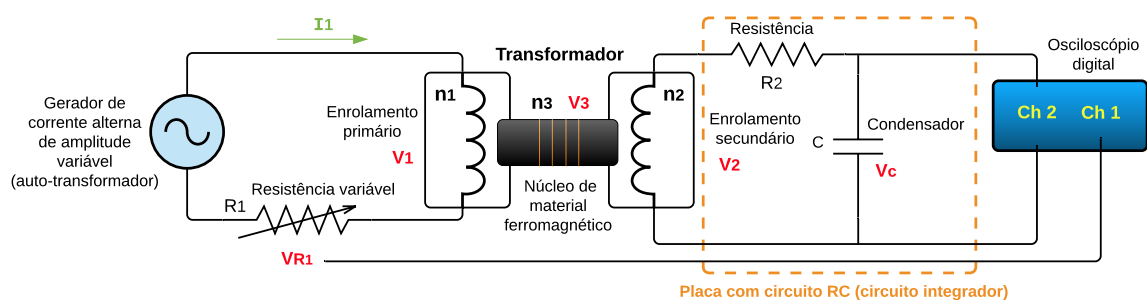 I1
Transformador
Resistência
Osciloscópio
digital
R2
Gerador de
corrente alterna
de amplitude
variável
(auto-transformador)
Enrolamento
primário
V1
n1
n3
V3
n2
Enrolamento
secundário
V2
C
Condensador
Vc
Ch 2
Ch 1
Resistência variável
R1
Núcleo de
material
ferromagnético
VR1
Placa com circuito RC (circuito integrador)